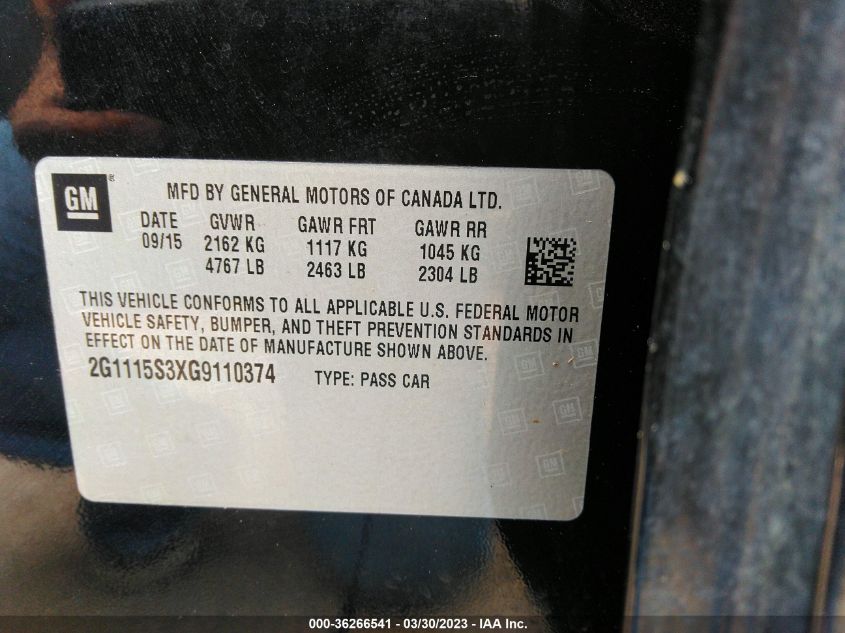 GM ®
MFD BY GENERAL MOTORS OF CANADA LTD.
DATE GVWR GAWR FRT GAWR RR
09/15 2162 KG 1117 KG 1045 KG
4767 LB 2463 LB 2304 LB
THIS VEHICLE CONFORMS TO ALL APPLICABLE U.S. FEDERAL MOTOR
VEHICLE SAFETY, BUMPER, AND THEFT PREVENTION STANDARDS IN
EFFECT ON THE DATE OF MANUFACTURE SHOWN ABOVE.
2G1115S3XG9110374 TYPE: PASS CAR
000-36266541 / 03/30/2023 - IAA Inc.